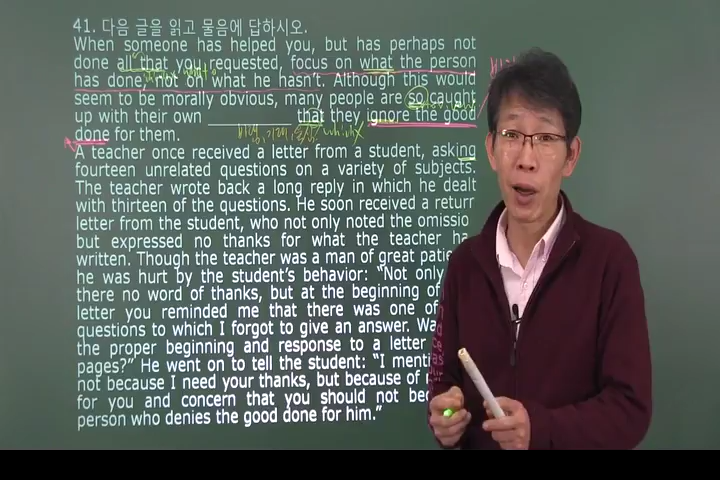 41. 다음 글을 읽고 물음에 답하시오.
When someone has helped you, but has perhaps not
done all that you requested, focus on what the person
has done, not on what he hasn't. Although this would
seem to be morally obvious, many people are so caught
up with their own __________ that they ignore the good
done for them.
A teacher once received a letter from a student, asking
fourteen unrelated questions on a variety of subjects.
The teacher wrote back a long reply in which he dealt
with thirteen of the questions. He soon received a return
letter from the student, who not only noted the omissio
but expressed no thanks for what the teacher ha
written. Though the teacher was a man of great patie
he was hurt by the student's behavior: “Not only
there no word of thanks, but at the beginning of
letter you reminded me that there was one of
questions to which I forgot to give an answer. Wa
the proper beginning and response to a letter
pages?” He went on to tell the student: “I menti
not because I need your thanks, but because of
for you and concern that you should not bec
person who denies the good done for him.”